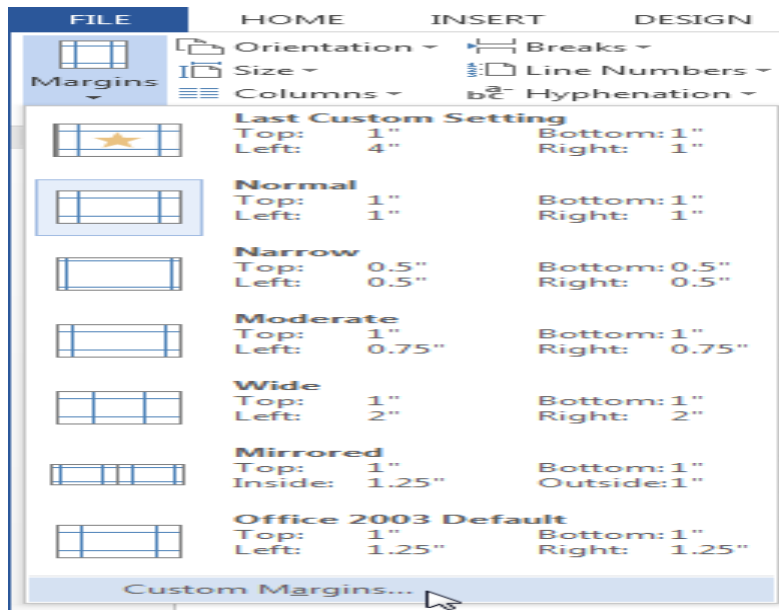 FILE HOME INSERT DESIGN
Margins
Orientation
Size
Columns
Breaks
Line Numbers
a-
bc Hyphenation
Last Custom Setting
Top: 1" Bottom: 1"
Left: 4" Right: 1"
Normal
Top: 1" Bottom: 1"
Left: 1" Right: 1"
Narrow
Top: 0.5" Bottom: 0.5"
Left: 0.5" Right: 0.5"
Moderate
Top: 1" Bottom: 1"
Left: 0.75" Right: 0.75"
Wide
Top: 1" Bottom: 1"
Left: 2" Right: 2"
Mirrored
Top: 1" Bottom: 1"
Inside: 1.25" Outside: 1"
Office 2003 Default
Top: 1" Bottom: 1"
Left: 1.25" Right: 1.25"
Custom Margins...